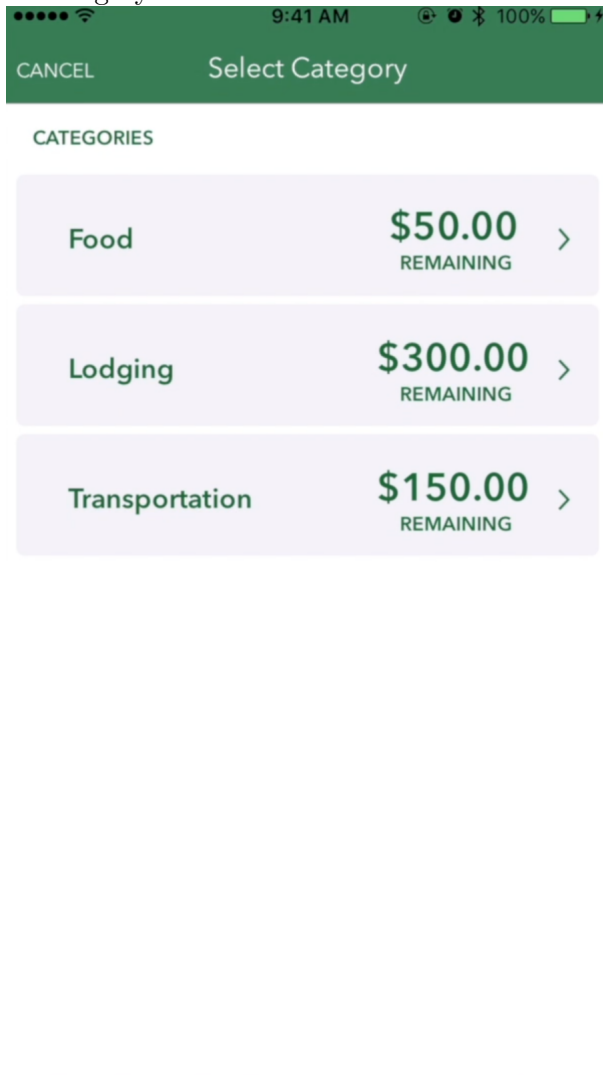 9:41 AM 100%
CANCEL Select Category
CATEGORIES
Food $50.00
REMAINING
Lodging $300.00
REMAINING
Transportation $150.00
REMAINING